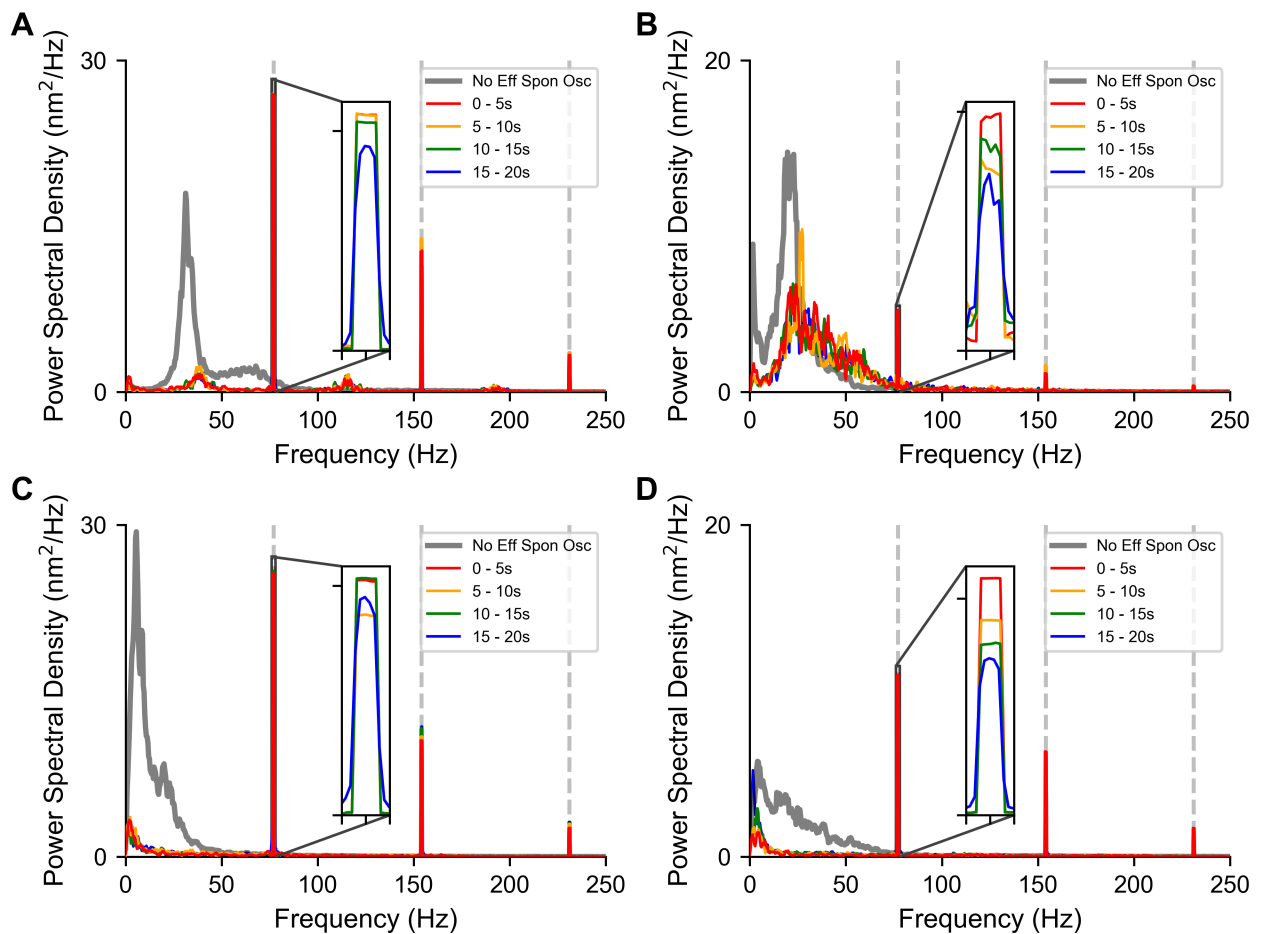 A
Power Spectral Density (nm²/Hz)
30
0
No Eff Spon Osc
0 - 5s
5 - 10s
10 - 15s
15 - 20s
0 50 100 150 200 250
Frequency (Hz)
B
Power Spectral Density (nm²/Hz)
20
0
No Eff Spon Osc
0 - 5s
5 - 10s
10 - 15s
15 - 20s
0 50 100 150 200 250
Frequency (Hz)
C
Power Spectral Density (nm²/Hz)
30
0
No Eff Spon Osc
0 - 5s
5 - 10s
10 - 15s
15 - 20s
0 50 100 150 200 250
Frequency (Hz)
D
Power Spectral Density (nm²/Hz)
20
0
No Eff Spon Osc
0 - 5s
5 - 10s
10 - 15s
15 - 20s
0 50 100 150 200 250
Frequency (Hz)